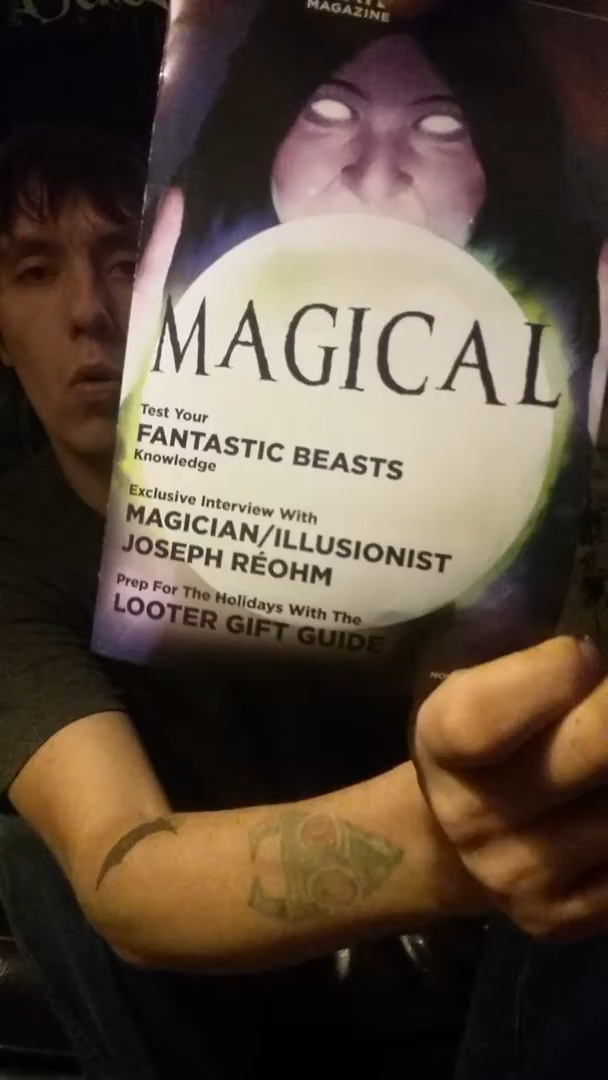 MAGAZINE
MAGICAL
Test Your
FANTASTIC BEASTS
Knowledge
Exclusive Interview With
MAGICIAN/ILLUSIONIST
JOSEPH RÉOHM
Prep For The Holidays With The
LOOTER GIFT GUIDE